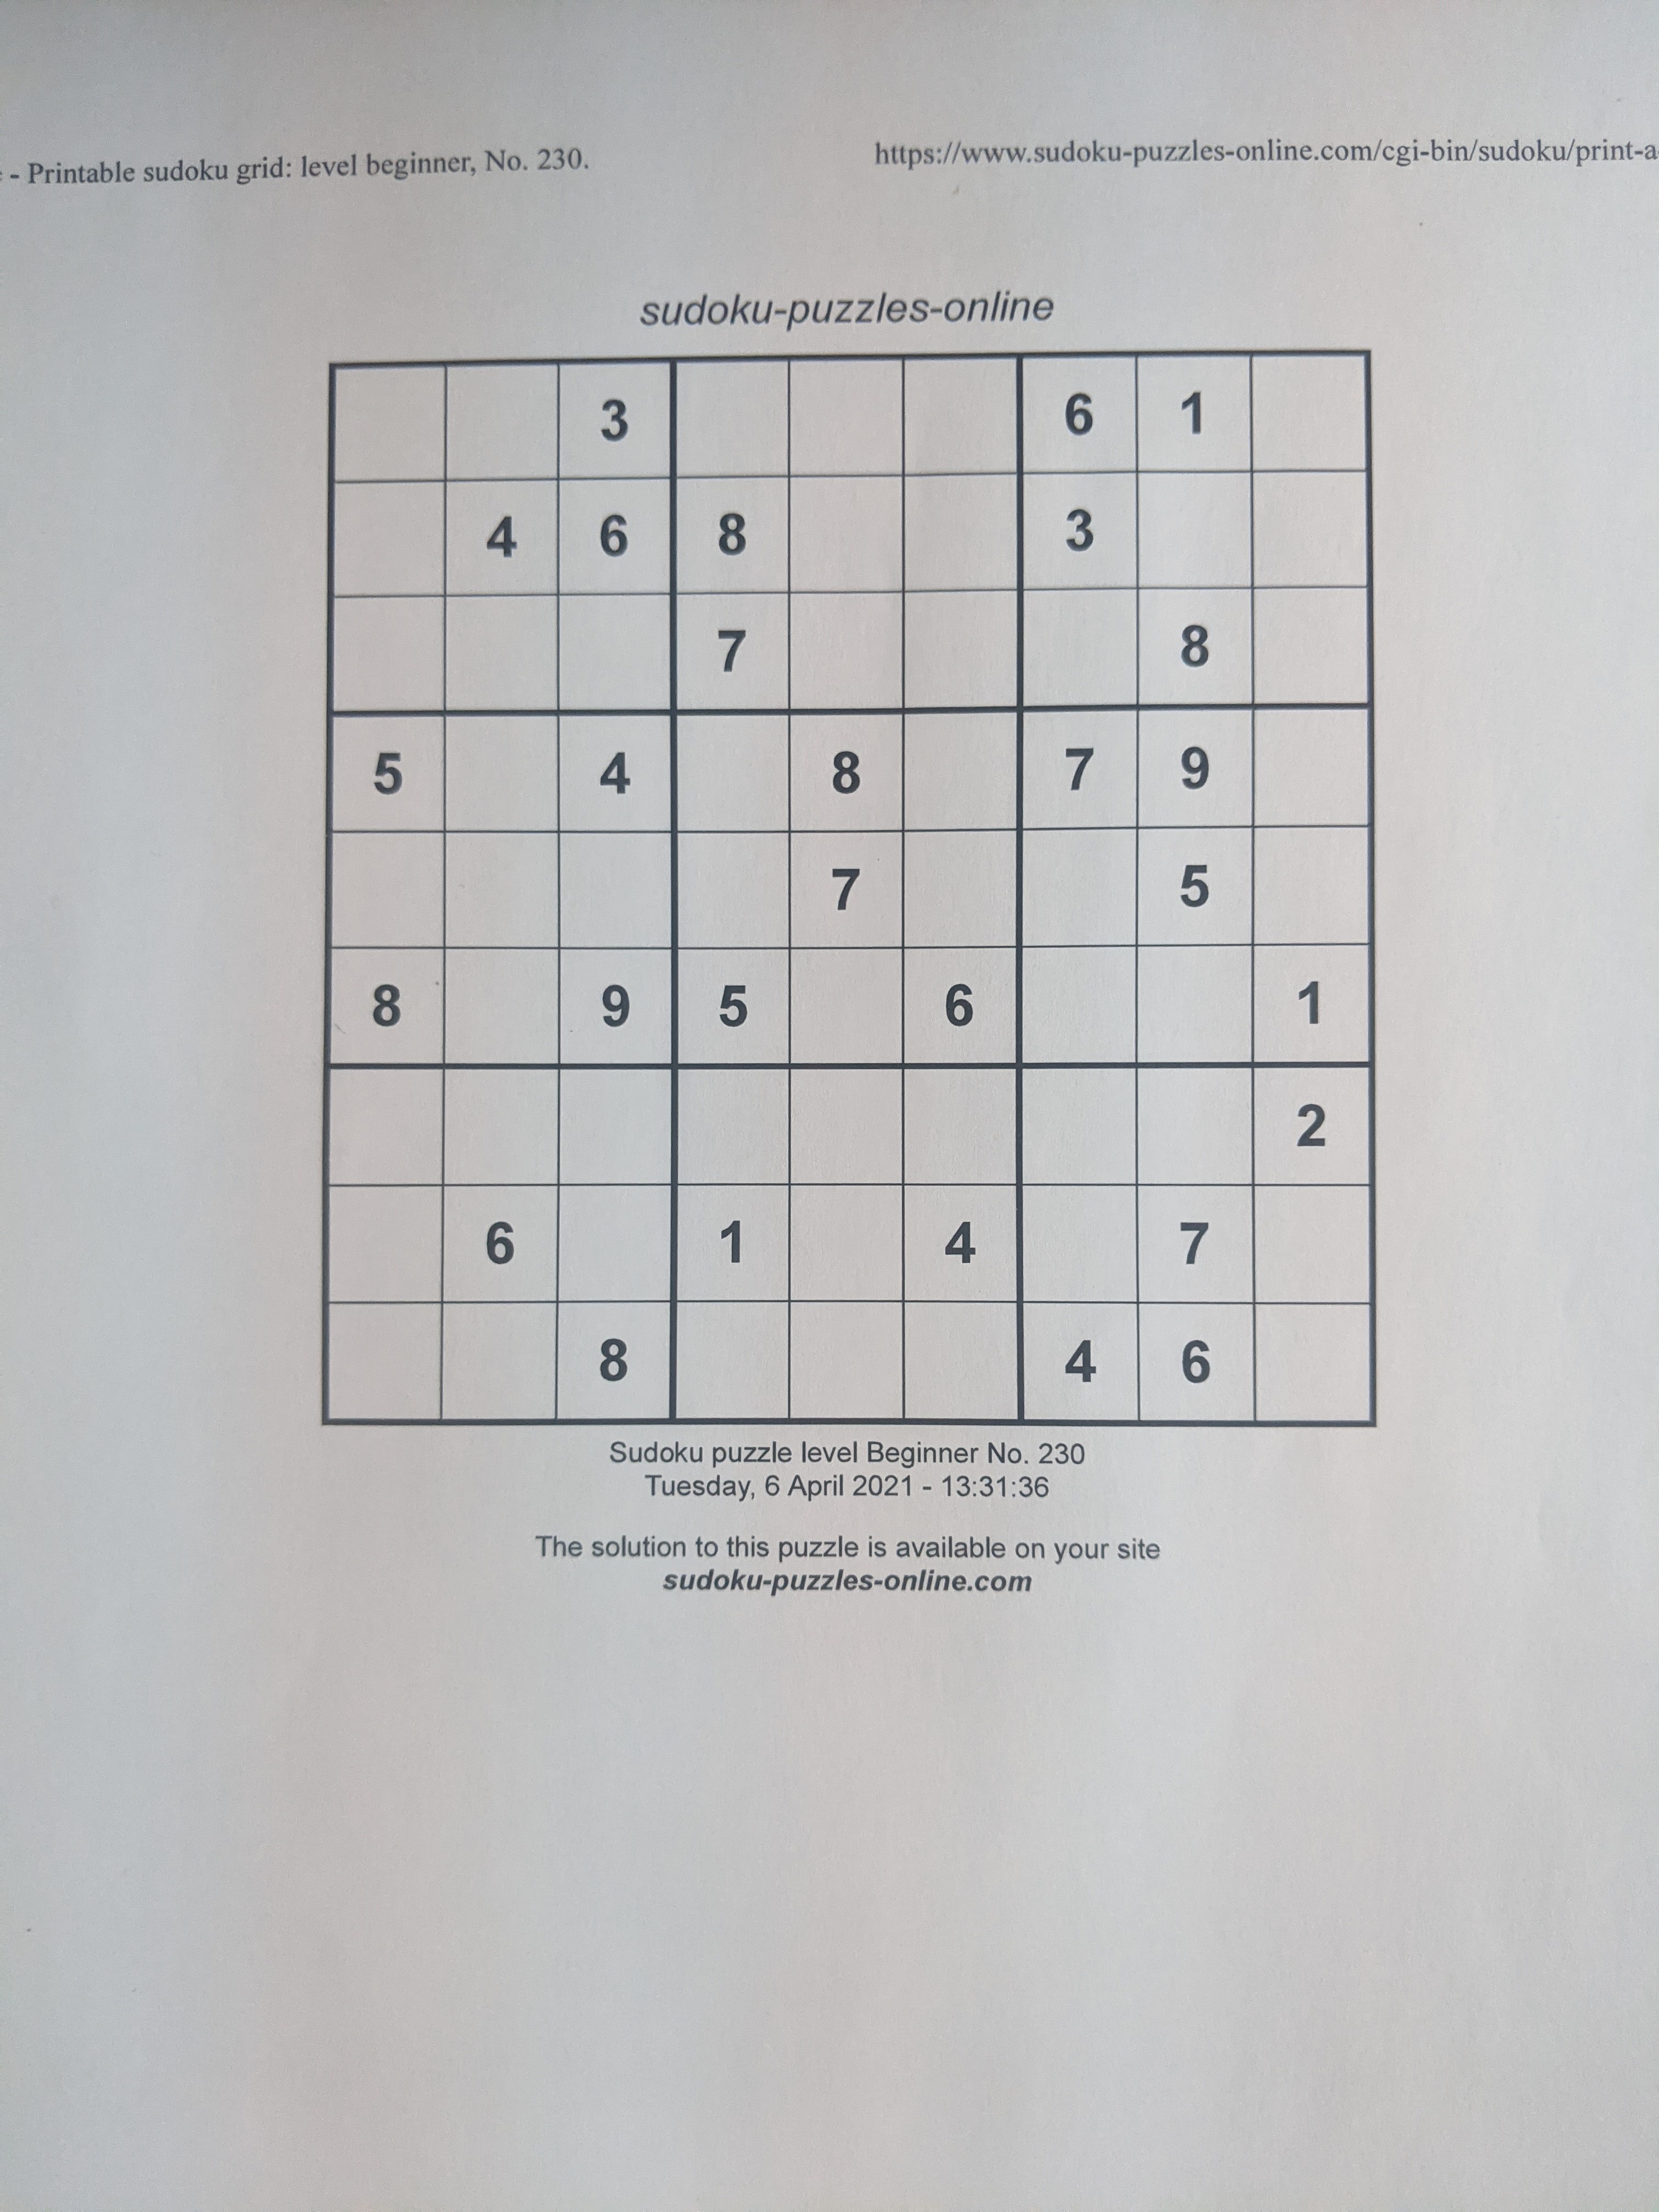 - Printable sudoku grid: level beginner, No. 230.
https://www.sudoku-puzzles-online.com/cgi-bin/sudoku/print-a
sudoku-puzzles-online
3 6 1
4 6 8 3
7 8
5 4 8 7 9
7 5
8 9 5 6 1
2
6 1 4 7
8 4 6
Sudoku puzzle level Beginner No. 230
Tuesday, 6 April 2021 - 13:31:36
The solution to this puzzle is available on your site
sudoku-puzzles-online.com